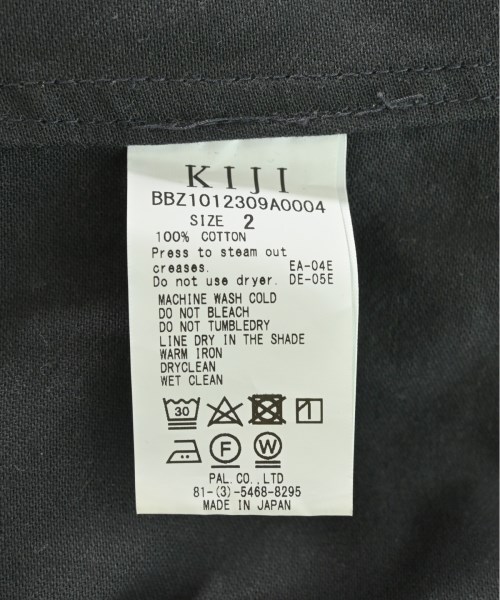 KIJI
BBZ1012309A0004
SIZE 2
100% COTTON
Press to steam out
creases. EA-04E
Do not use dryer. DE-05E
MACHINE WASH COLD
DO NOT BLEACH
DO NOT TUMBLEDRY
LINE DRY IN THE SHADE
WARM IRON
DRYCLEAN
WET CLEAN
30
F W
PAL.CO.,LTD
81-(3)-5468-8295
MADE IN JAPAN